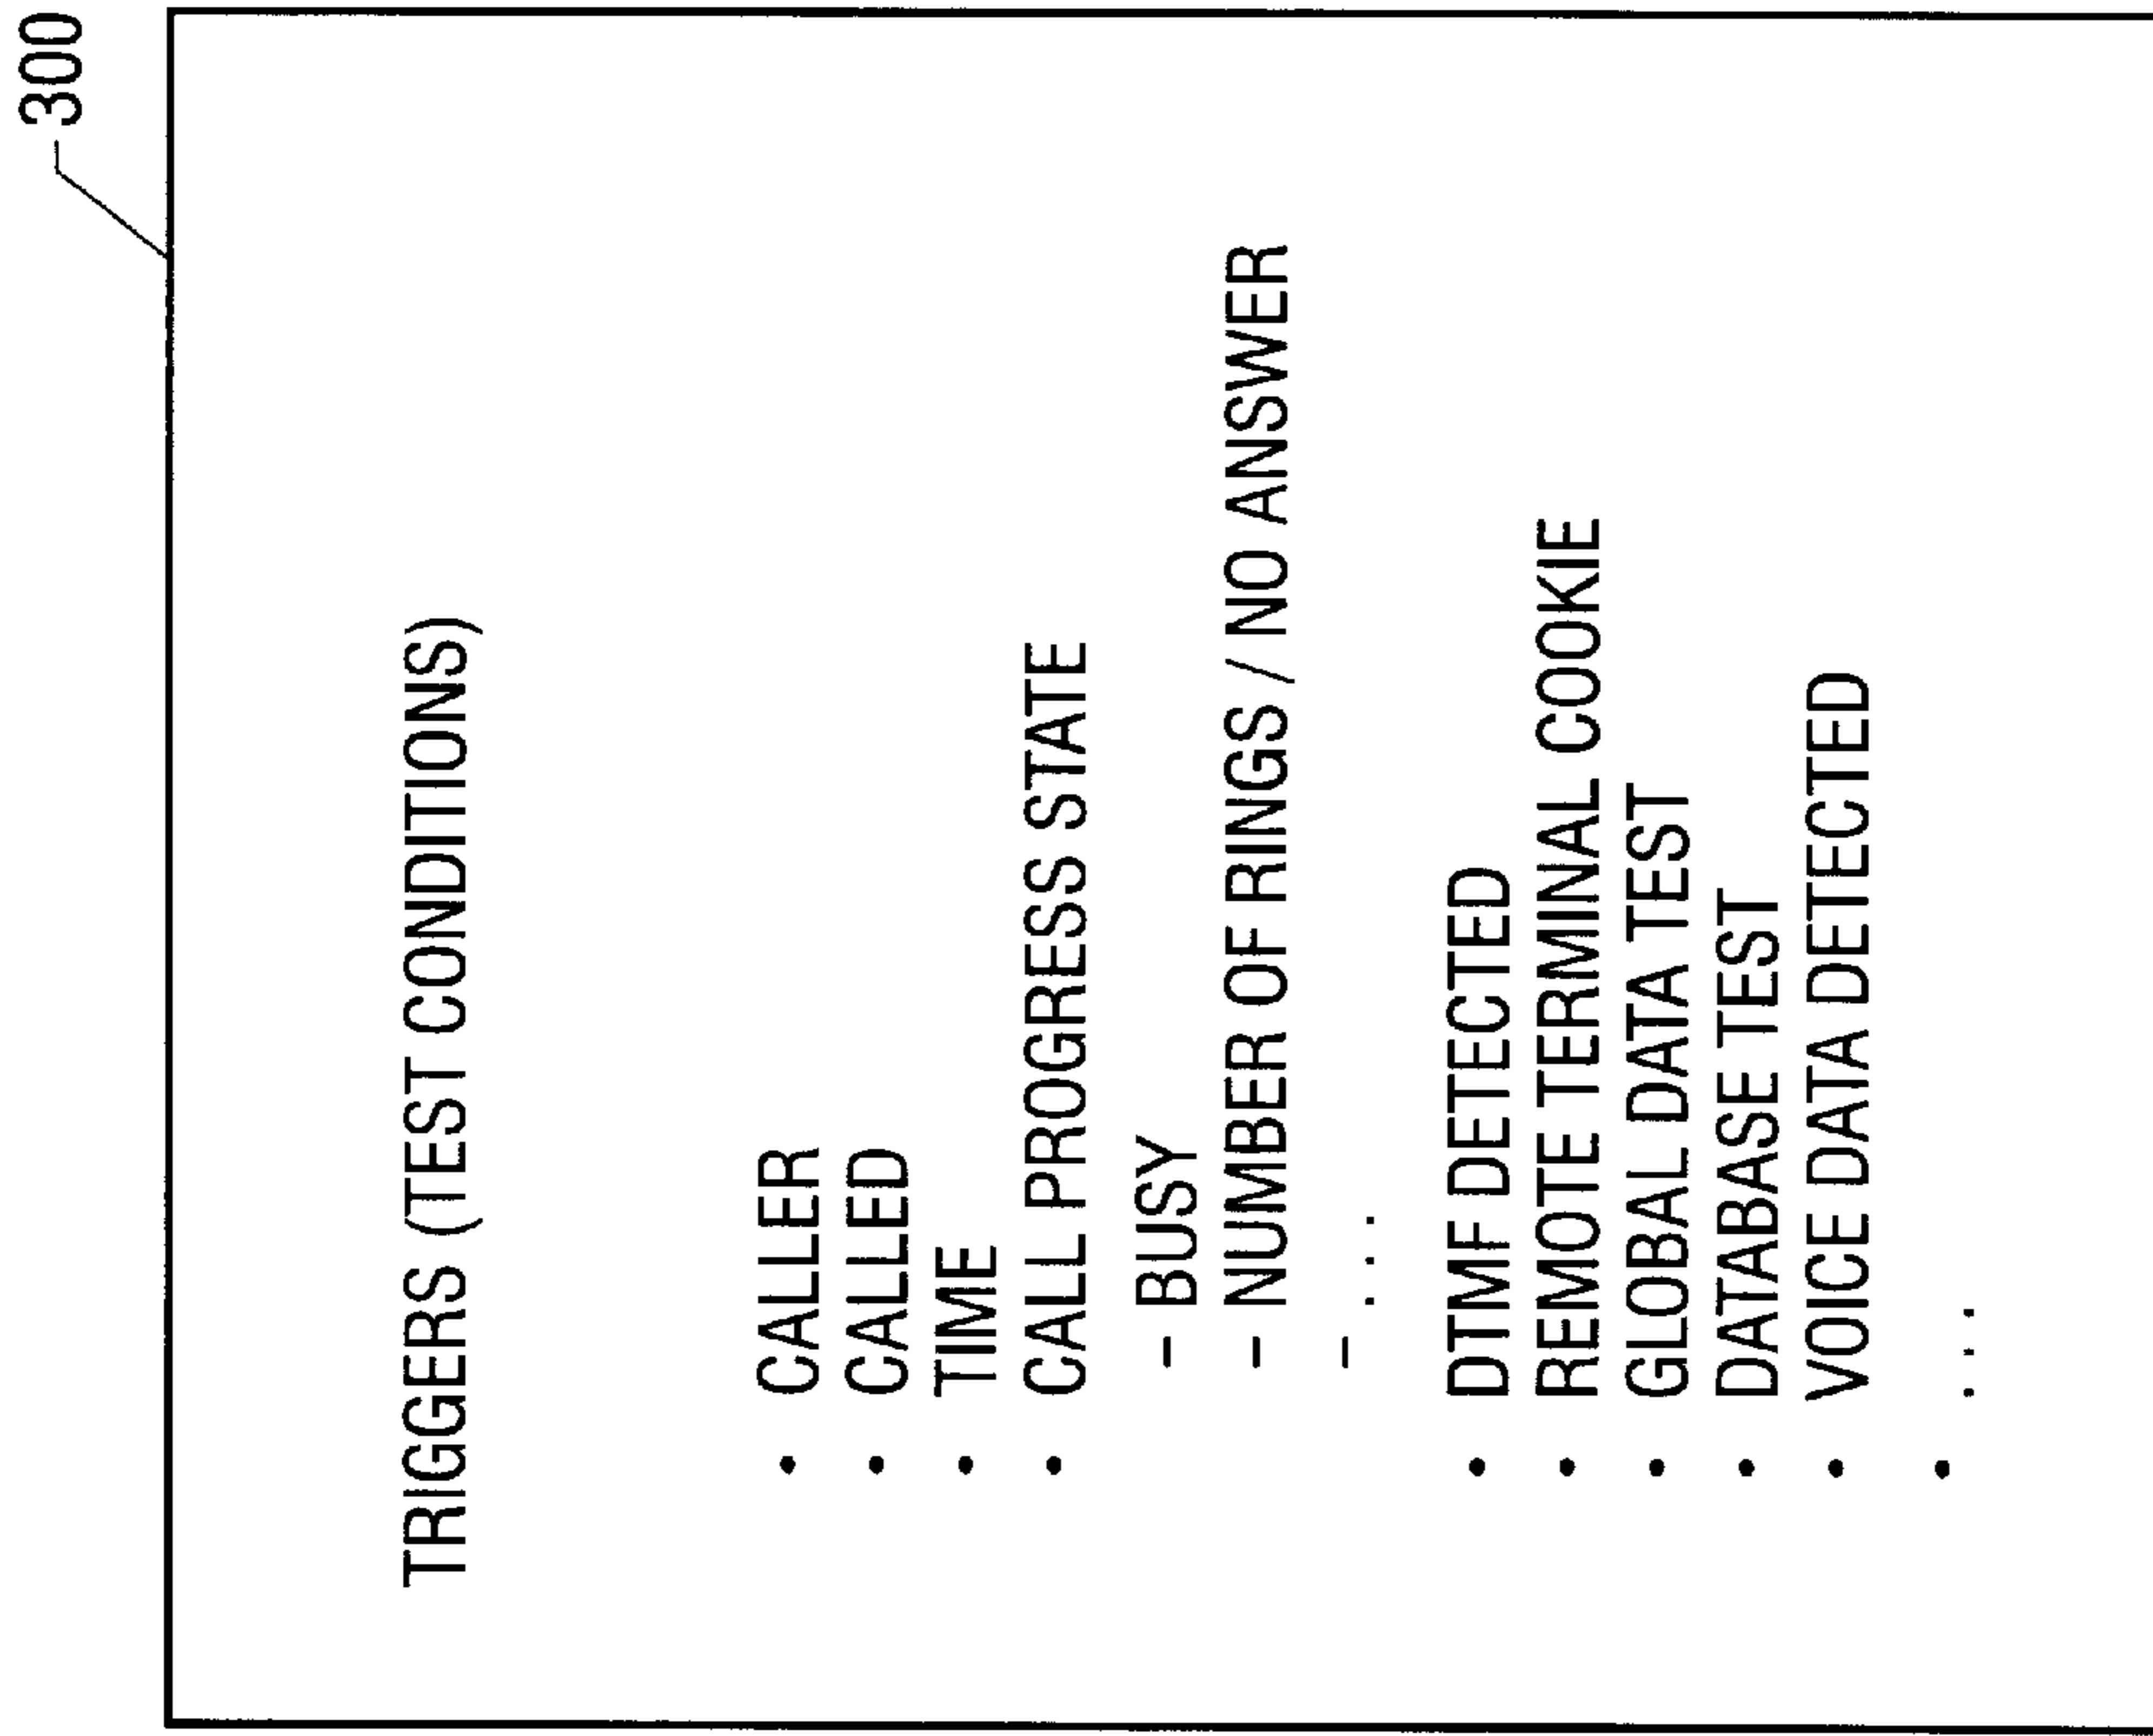 300
TRIGGERS (TEST CONDITIONS)
• CALLER
• CALLED
• TIME
• CALL PROGRESS STATE
– BUSY
– NUMBER OF RINGS / NO ANSWER
– ...
• DTMF DETECTED
• REMOTE TERMINAL COOKIE
• GLOBAL DATA TEST
• DATABASE TEST
• VOICE DATA DETECTED
• ...